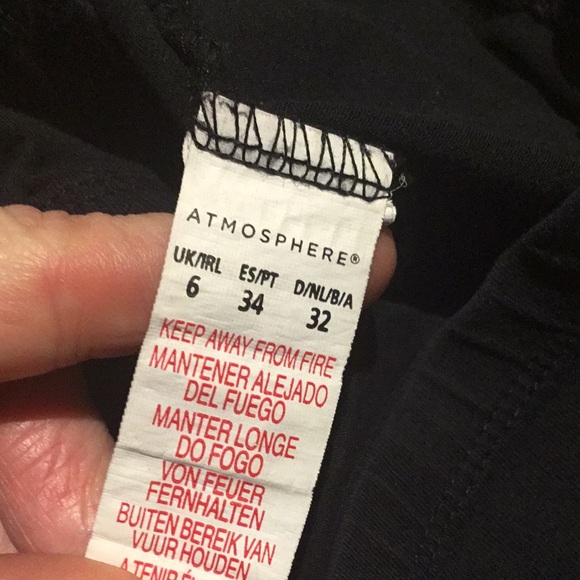 ATMOSPHERE®
UK/IRL ES/PT D/NL/B/A
6 34 32
KEEP AWAY FROM FIRE
MANTENER ALEJADO
DEL FUEGO
MANTER LONGE
DO FOGO
VON FEUER
FERNHALTEN
BUITEN BEREIK VAN
VUUR HOUDEN
A TENIR